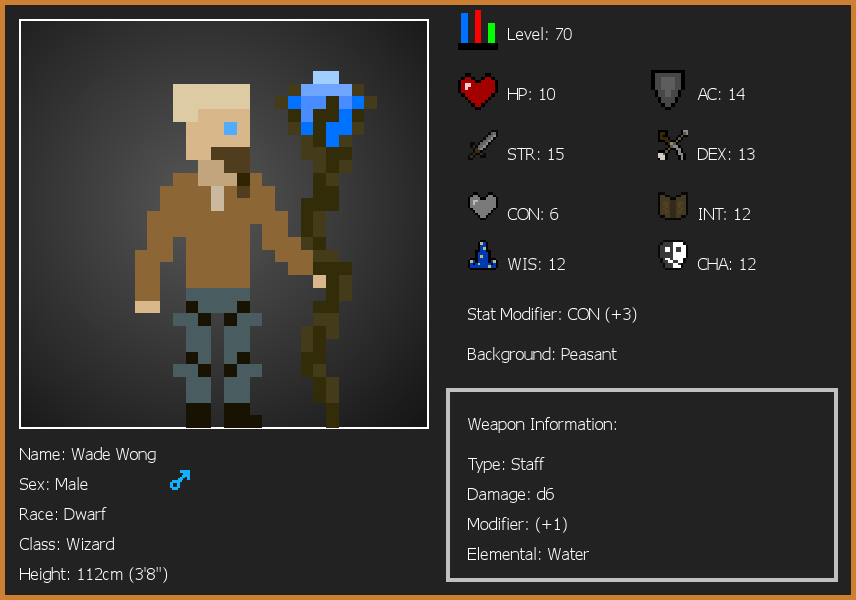 Level: 70
HP: 10
AC: 14
STR: 15
DEX: 13
CON: 6
INT: 12
WIS: 12
CHA: 12
Stat Modifier: CON (+3)
Background: Peasant
Weapon Information:
Type: Staff
Damage: d6
Modifier: (+1)
Elemental: Water
Name: Wade Wong
Sex: Male
Race: Dwarf
Class: Wizard
Height: 112cm (3'8")